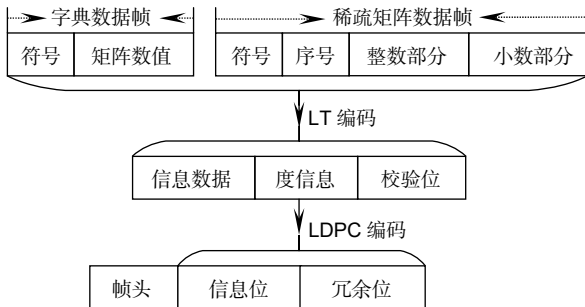 字典数据帧 稀疏矩阵数据帧
符号 矩阵数值 符号 序号 整数部分 小数部分
LT 编码
信息数据 度信息 校验位
LDPC 编码
帧头 信息位 冗余位